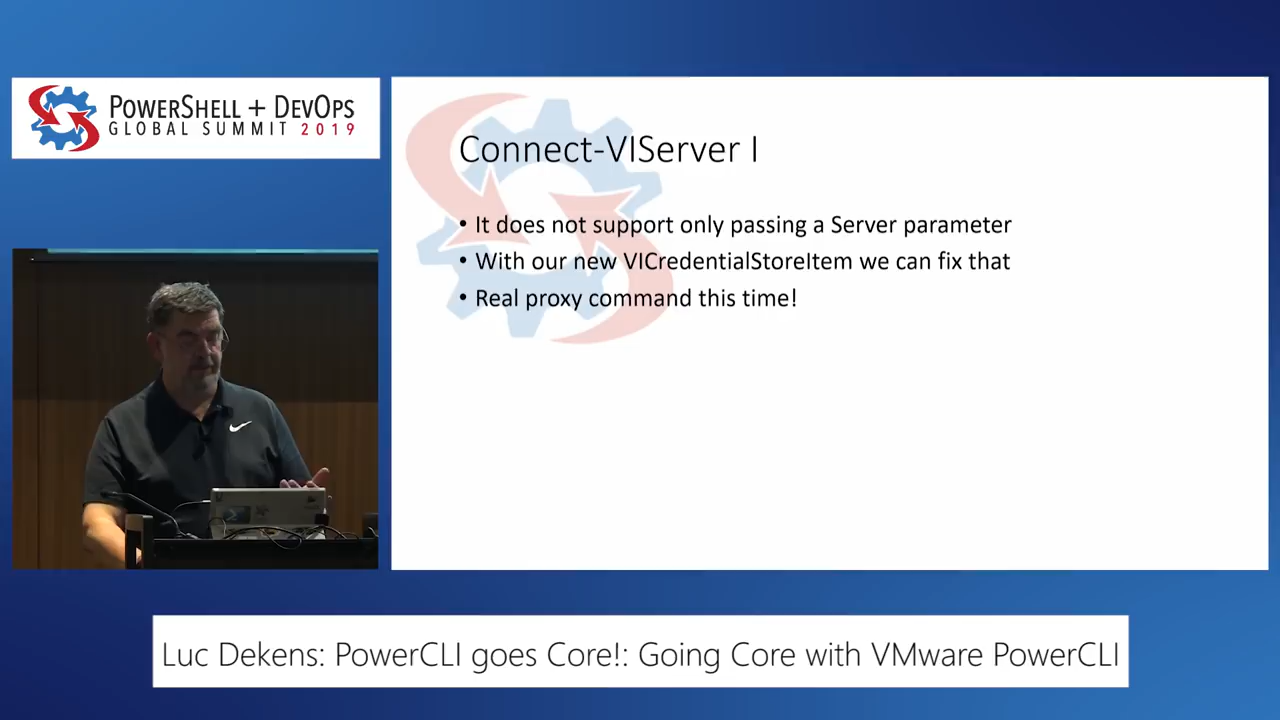 POWERSHELL + DEVOPS
GLOBAL SUMMIT 2019
Connect-VIServer I
• It does not support only passing a Server parameter
• With our new VICredentialStoreItem we can fix that
• Real proxy command this time!
Luc Dekens: PowerCLI goes Core!: Going Core with VMware PowerCLI